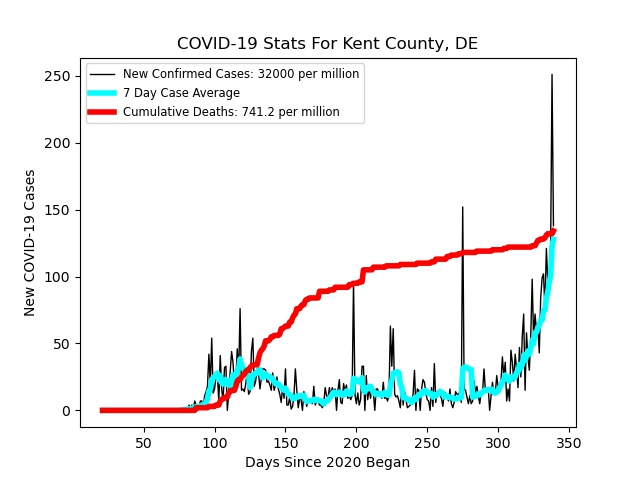 COVID-19 Stats For Kent County, DE
New Confirmed Cases: 32000 per million
7 Day Case Average
Cumulative Deaths: 741.2 per million
New COVID-19 Cases
250
200
150
100
50
0
50 100 150 200 250 300 350
Days Since 2020 Began